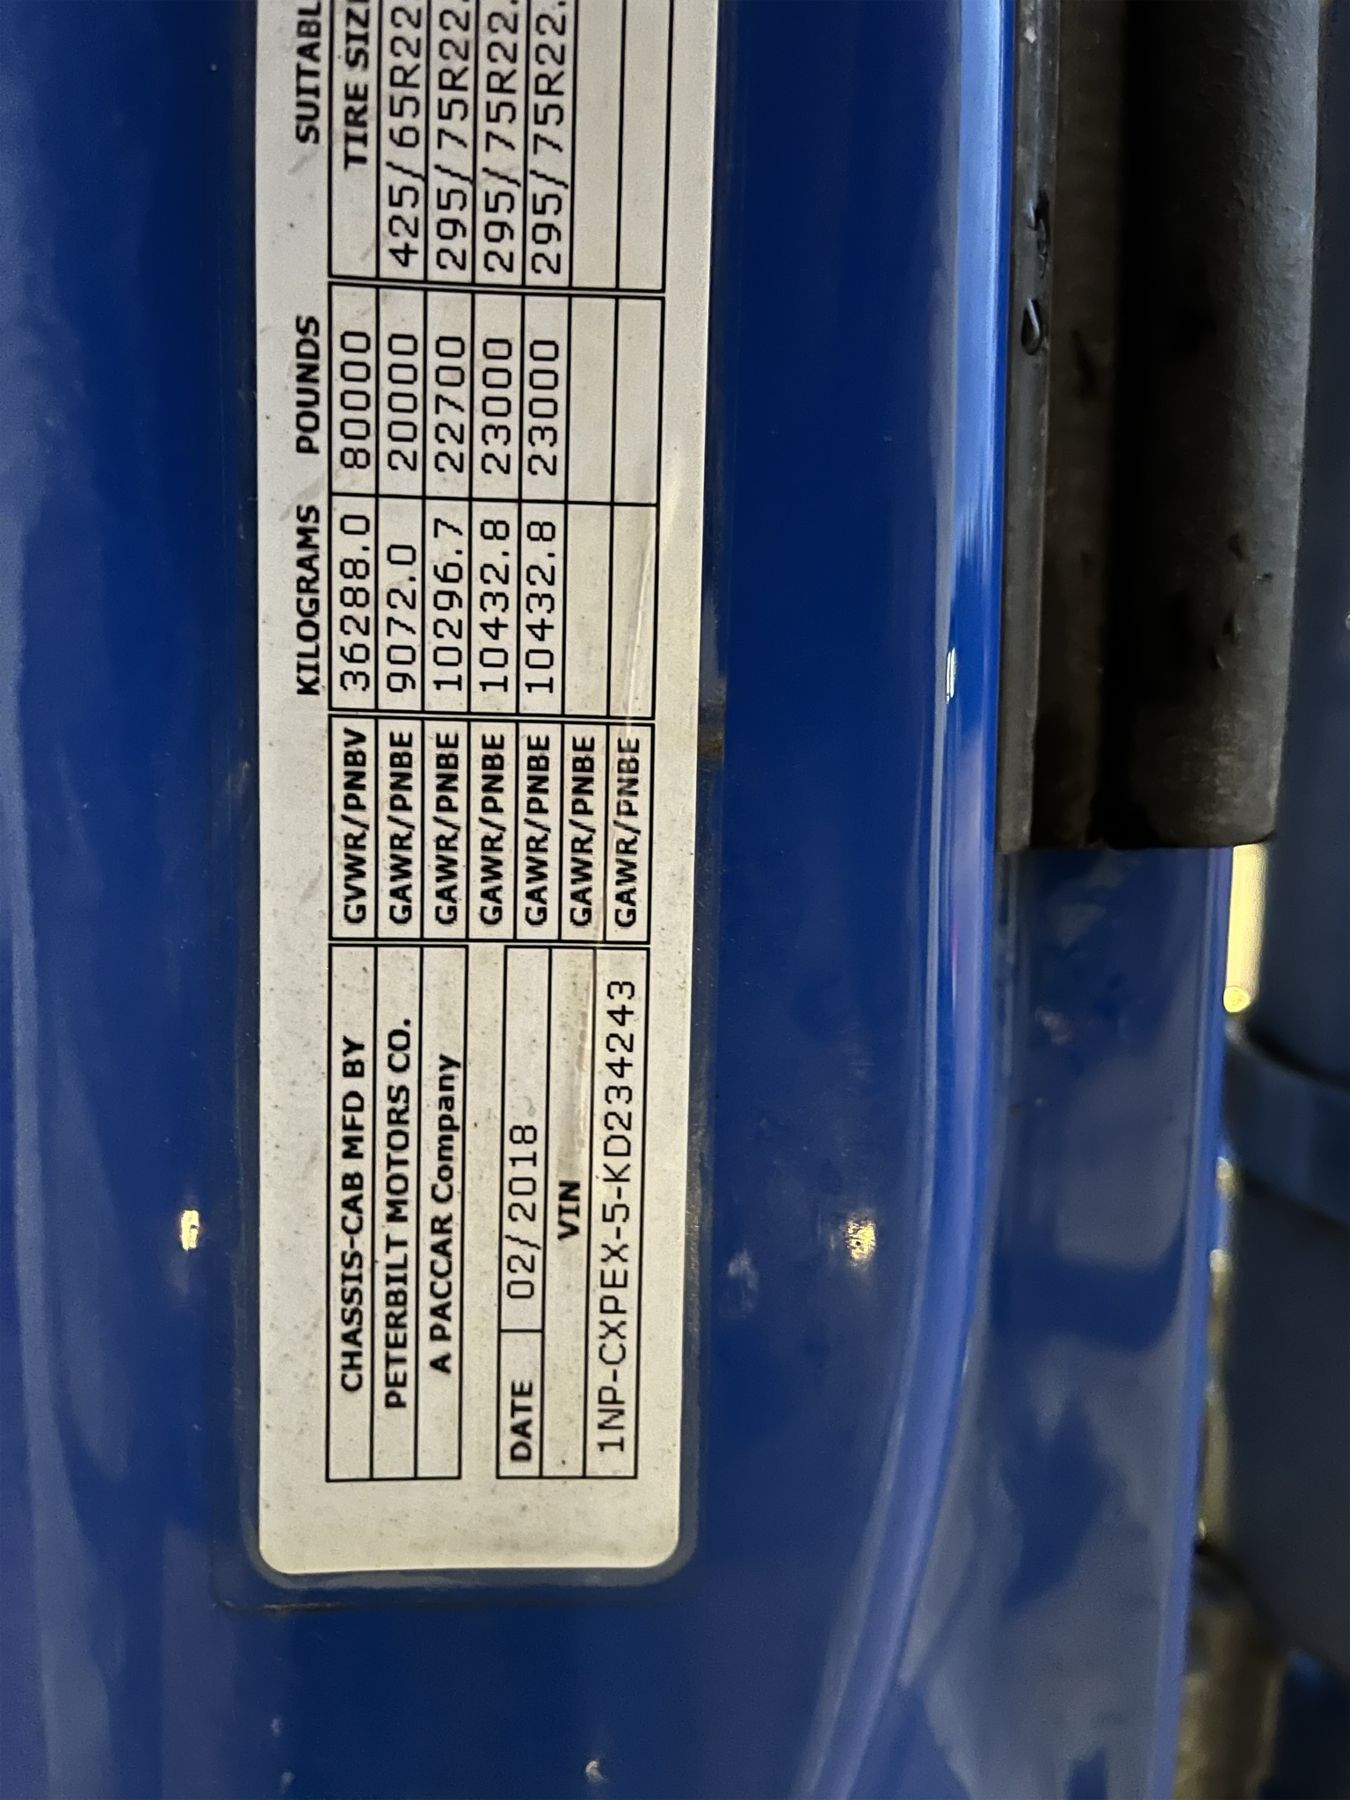 CHASSIS-CAB MFD BY
PETERBILT MOTORS CO.
A PACCAR Company
DATE 02/2018
VIN
1NP-CXPEX-5-KD234243
KILOGRAMS POUNDS
GVWR/PNBV 36288.0 80000 TIRE
GAWR/PNBE 9072.0 20000 425/65R22.
GAWR/PNBE 10296.7 22700 295/75R22.
GAWR/PNBE 10432.8 23000 295/75R22.
GAWR/PNBE 10432.8 23000 295/75R22.
GAWR/PNBE
GAWR/PNBE